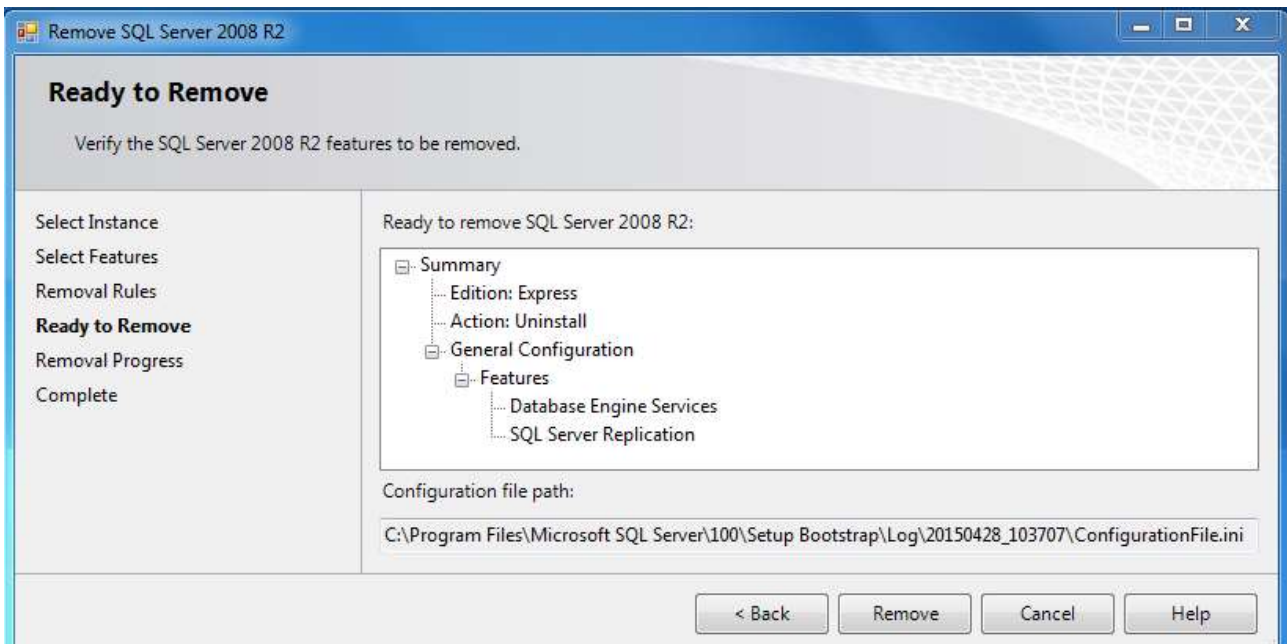 Remove SQL Server 2008 R2
Ready to Remove
Verify the SQL Server 2008 R2 features to be removed.
Select Instance
Select Features
Removal Rules
Ready to Remove
Removal Progress
Complete
Ready to remove SQL Server 2008 R2:
Summary
Edition: Express
Action: Uninstall
General Configuration
Features
Database Engine Services
SQL Server Replication
Configuration file path:
C:\Program Files\Microsoft SQL Server\100\Setup Bootstrap\Log\20150428_103707\ConfigurationFile.ini
< Back
Remove
Cancel
Help